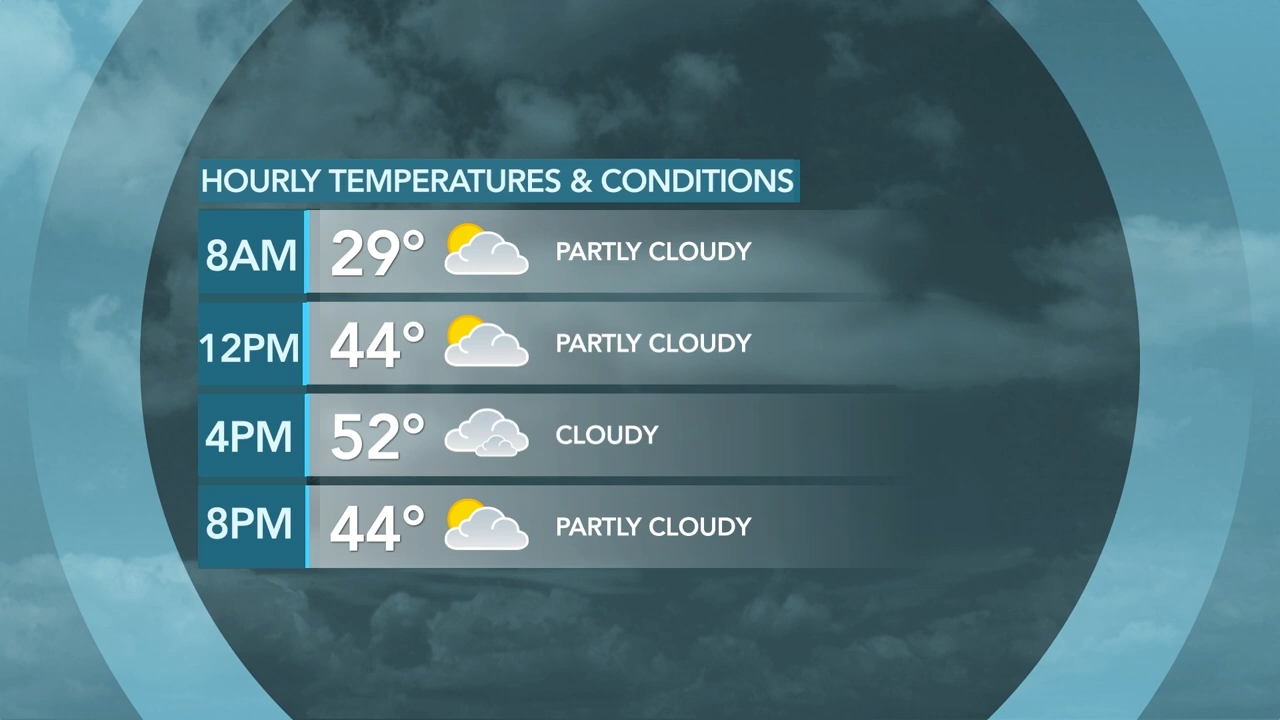 HOURLY TEMPERATURES & CONDITIONS
8AM 29° PARTLY CLOUDY
12PM 44° PARTLY CLOUDY
4PM 52° CLOUDY
8PM 44° PARTLY CLOUDY